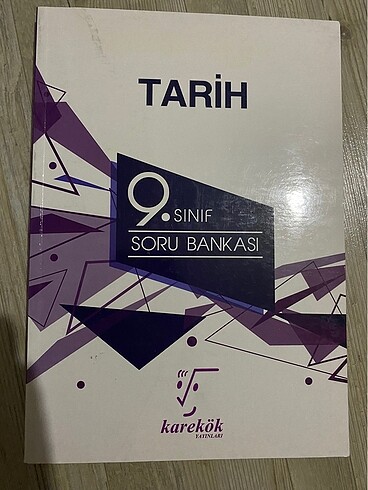 TARİH
9. SINIF
SORU BANKASI
karekök
YAYINLARI